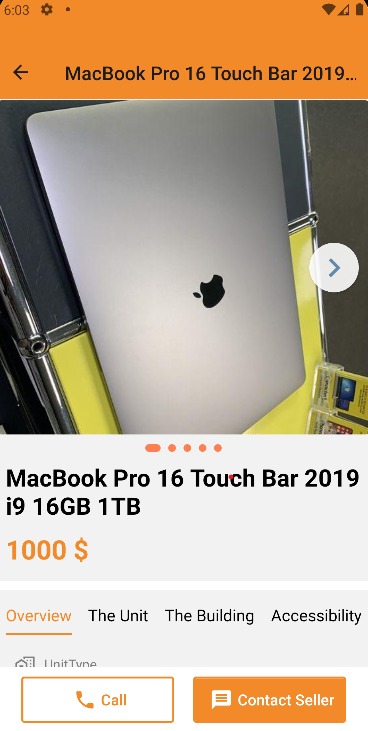 6:03
MacBook Pro 16 Touch Bar 2019...
MacBook Pro 16 Touch Bar 2019
i9 16GB 1TB
1000 $
Overview The Unit The Building Accessibility
UnitType
Call Contact Seller